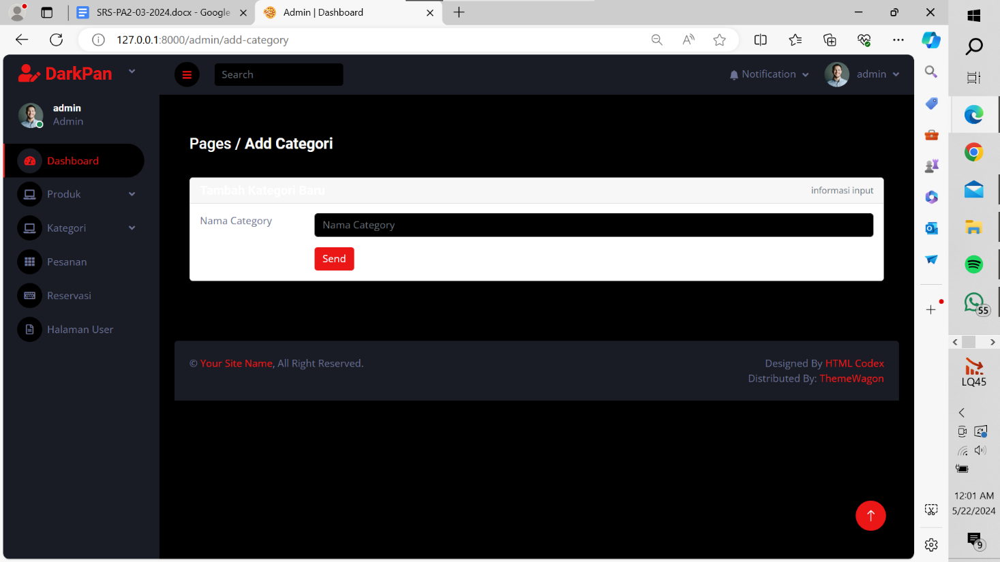 SRS-PA2-03-2024.docx - Google
Admin | Dashboard
127.0.0.1:8000/admin/add-category
DarkPan
Search
Notification
admin
admin
Admin
Dashboard
Produk
Kategori
Pesanan
Reservasi
Halaman User
Pages / Add Categori
Tambah Kategori Baru
informasi input
Nama Category
Nama Category
Send
© Your Site Name, All Right Reserved.
Designed By HTML Codex
Distributed By: ThemeWagon
55
LQ45
12:01 AM
5/22/2024
9